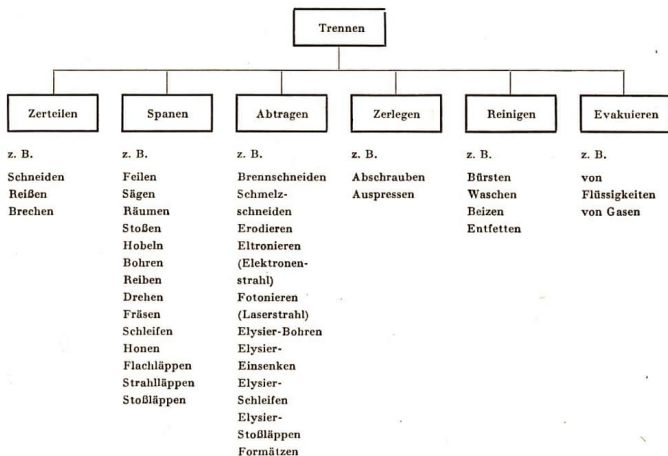 Trennen
Zerteilen
z. B.
Schneiden
Reißen
Brechen
Spanen
z. B.
Feilen
Sägen
Räumen
Stoßen
Hobeln
Bohren
Reiben
Drehen
Fräsen
Schleifen
Honen
Flachläppen
Strahlläppen
Stoßläppen
Abtragen
z. B.
Brennschneiden
Schmelz-
schneiden
Erodieren
Eltronieren
(Elektronen-
strahl)
Fotonieren
(Laserstrahl)
Elysier-Bohren
Elysier-
Einsenken
Elysier-
Schleifen
Elysier-
Stoßläppen
Formätzen
Zerlegen
z. B.
Abschrauben
Auspressen
Reinigen
z. B.
Bürsten
Waschen
Beizen
Entfetten
Evakuieren
z. B.
von
Flüssigkeiten
von Gasen